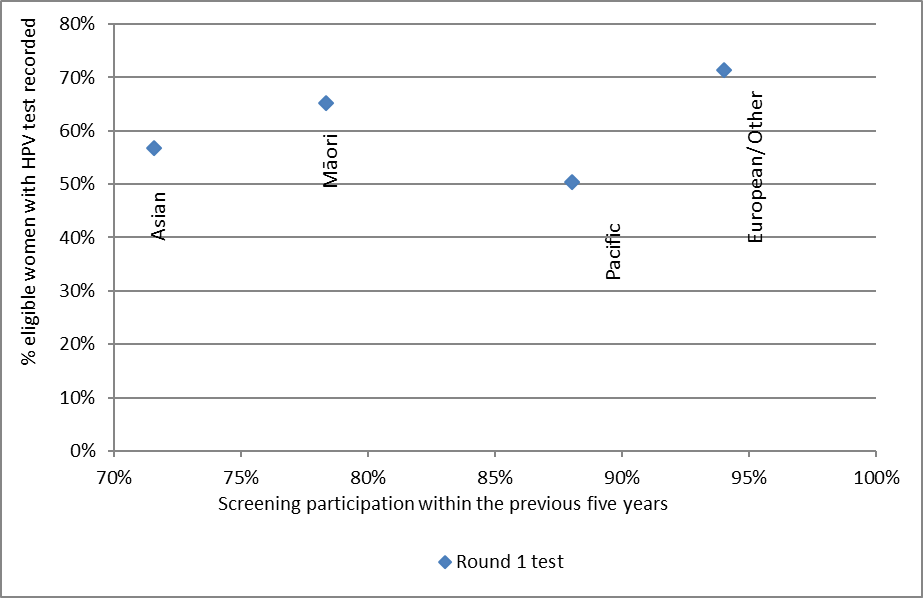 % eligible women with HPV test recorded
80%
70%
60%
50%
40%
30%
20%
10%
0%
Asian
Māori
Pacific
European/Other
70%
75%
80%
85%
90%
95%
100%
Screening participation within the previous five years
Round 1 test